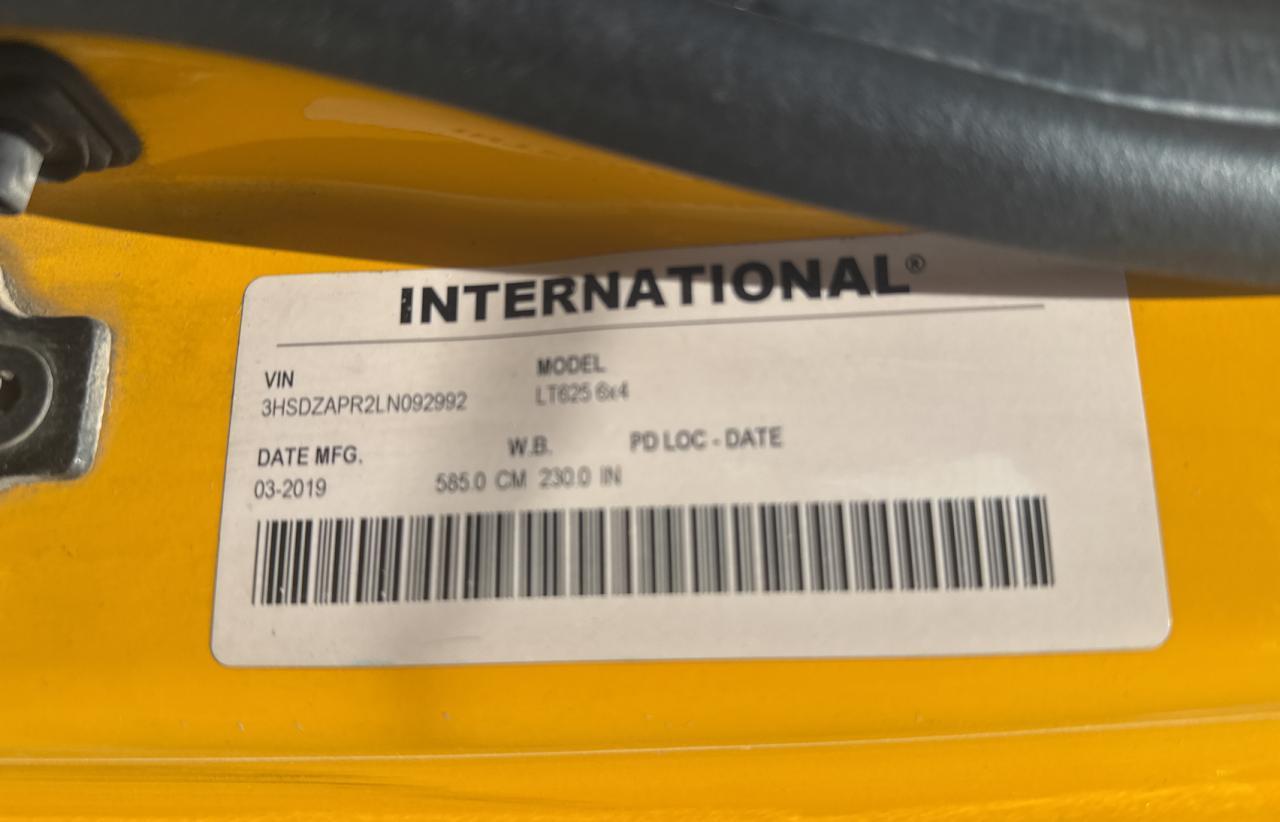 INTERNATIONAL®
VIN
3HSDZAPR2LN092992
MODEL
LT625 6x4
DATE MFG.
03-2019
W.B.
585.0 CM 230.0 IN
PD LOC - DATE